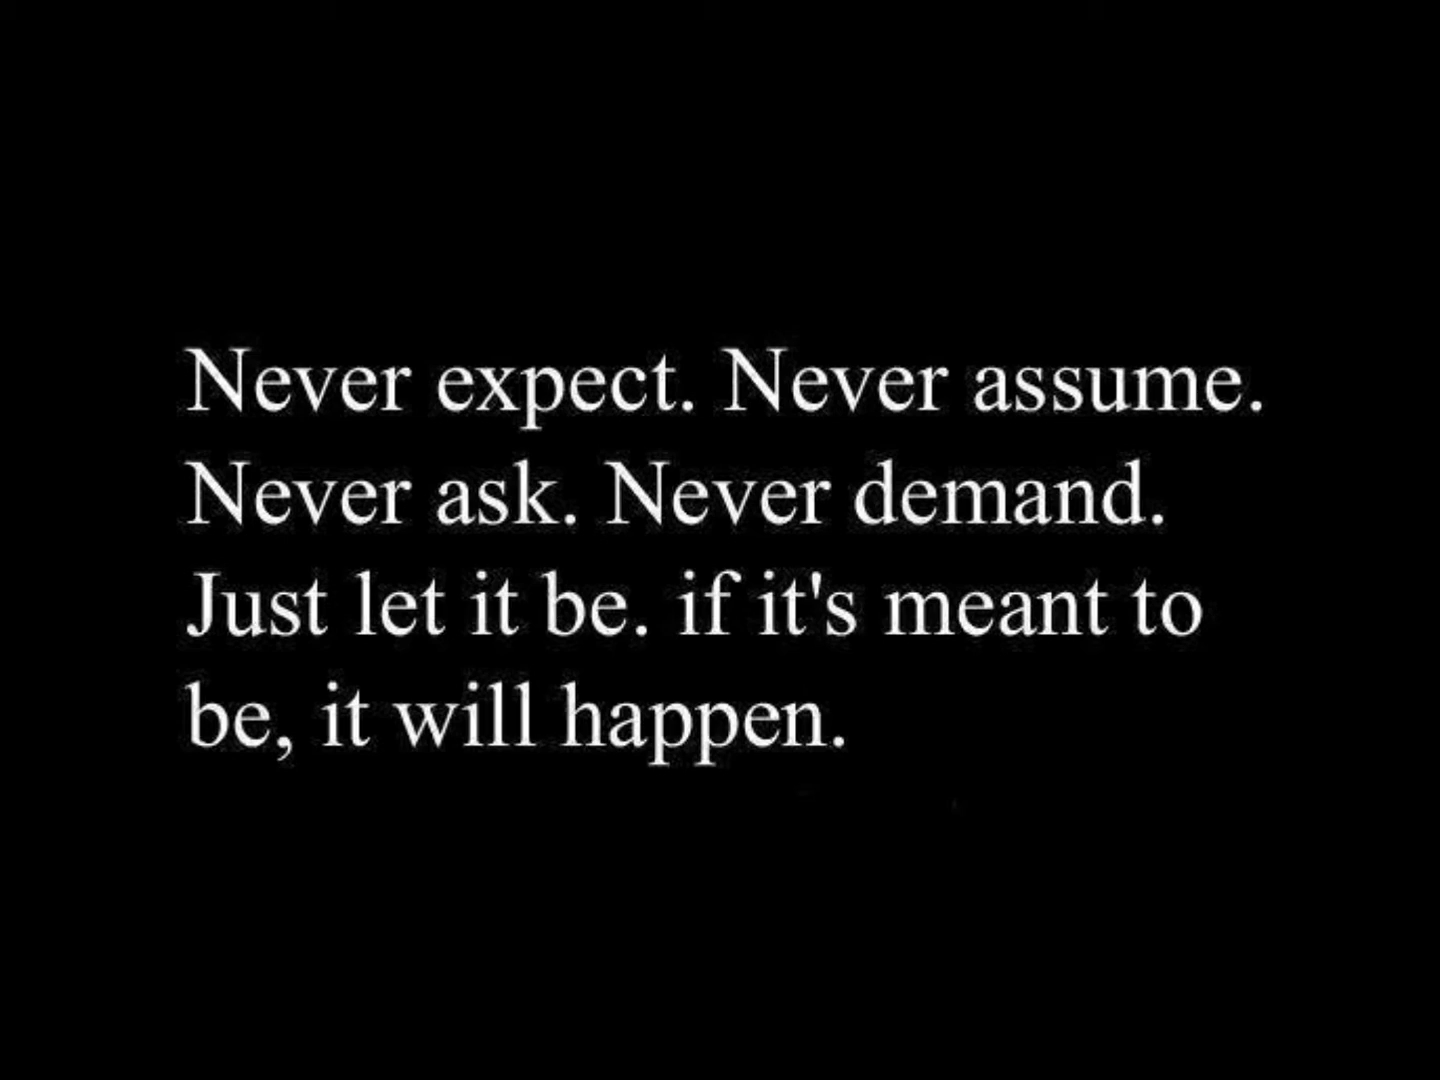 Never expect. Never assume.
Never ask. Never demand.
Just let it be. if it's meant to
be, it will happen.